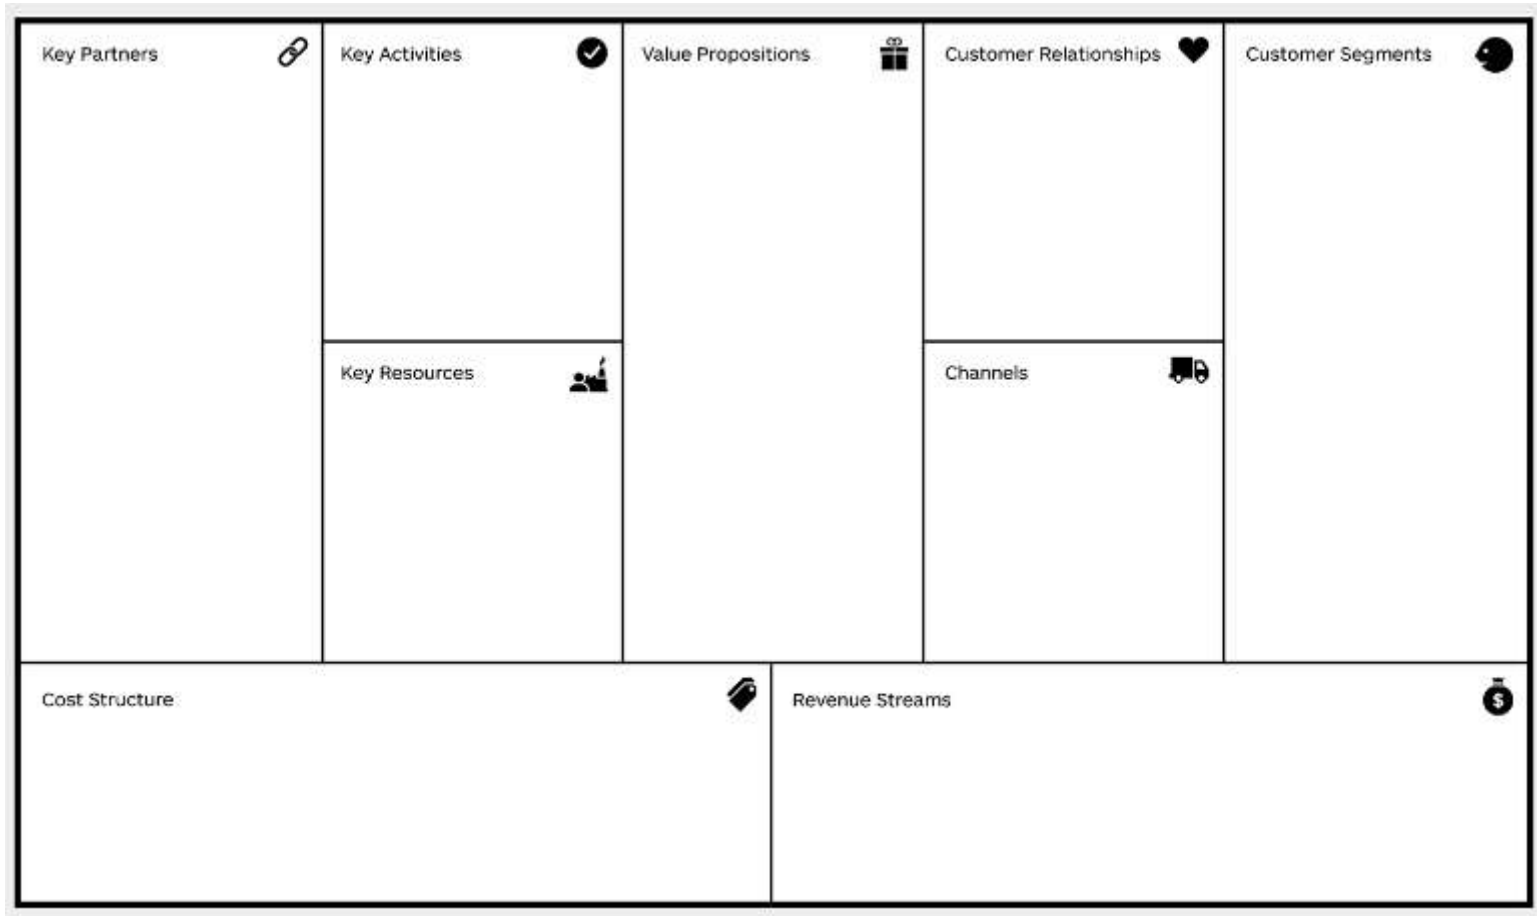 Key Partners
Key Activities
Value Propositions
Customer Relationships
Customer Segments
Key Resources
Channels
Cost Structure
Revenue Streams
$